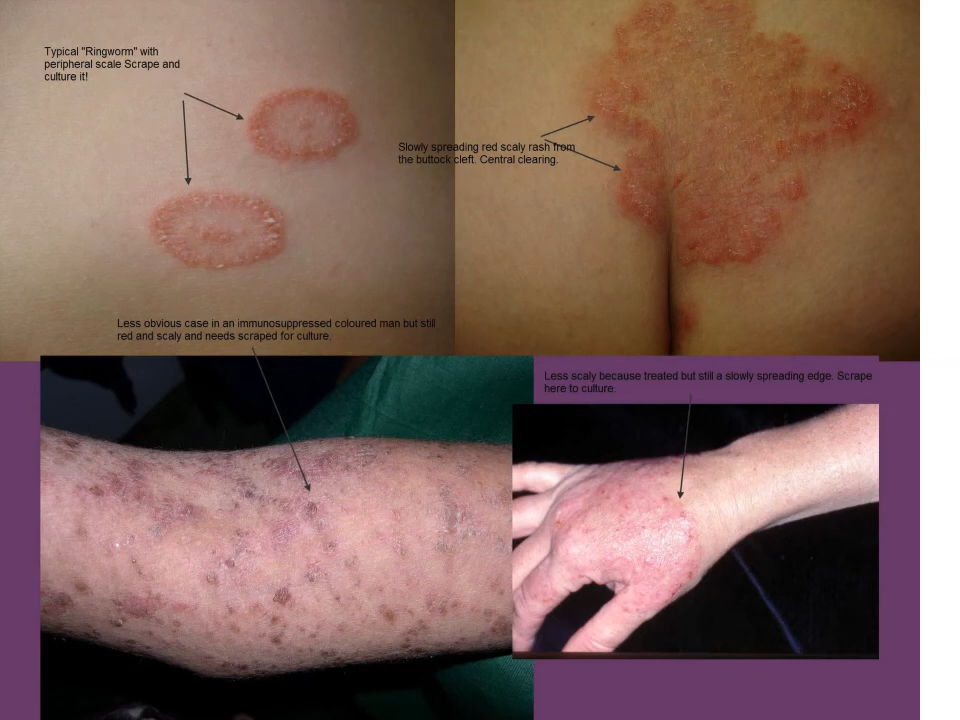 Typical "Ringworm" with
peripheral scale Scrape and
culture it!
Slowly spreading red scaly rash from
the buttock cleft. Central clearing.
Less obvious case in an immunosuppressed coloured man but still
red and scaly and needs scraped for culture.
Less scaly because treated but still a slowly spreading edge. Scrape
here to culture.